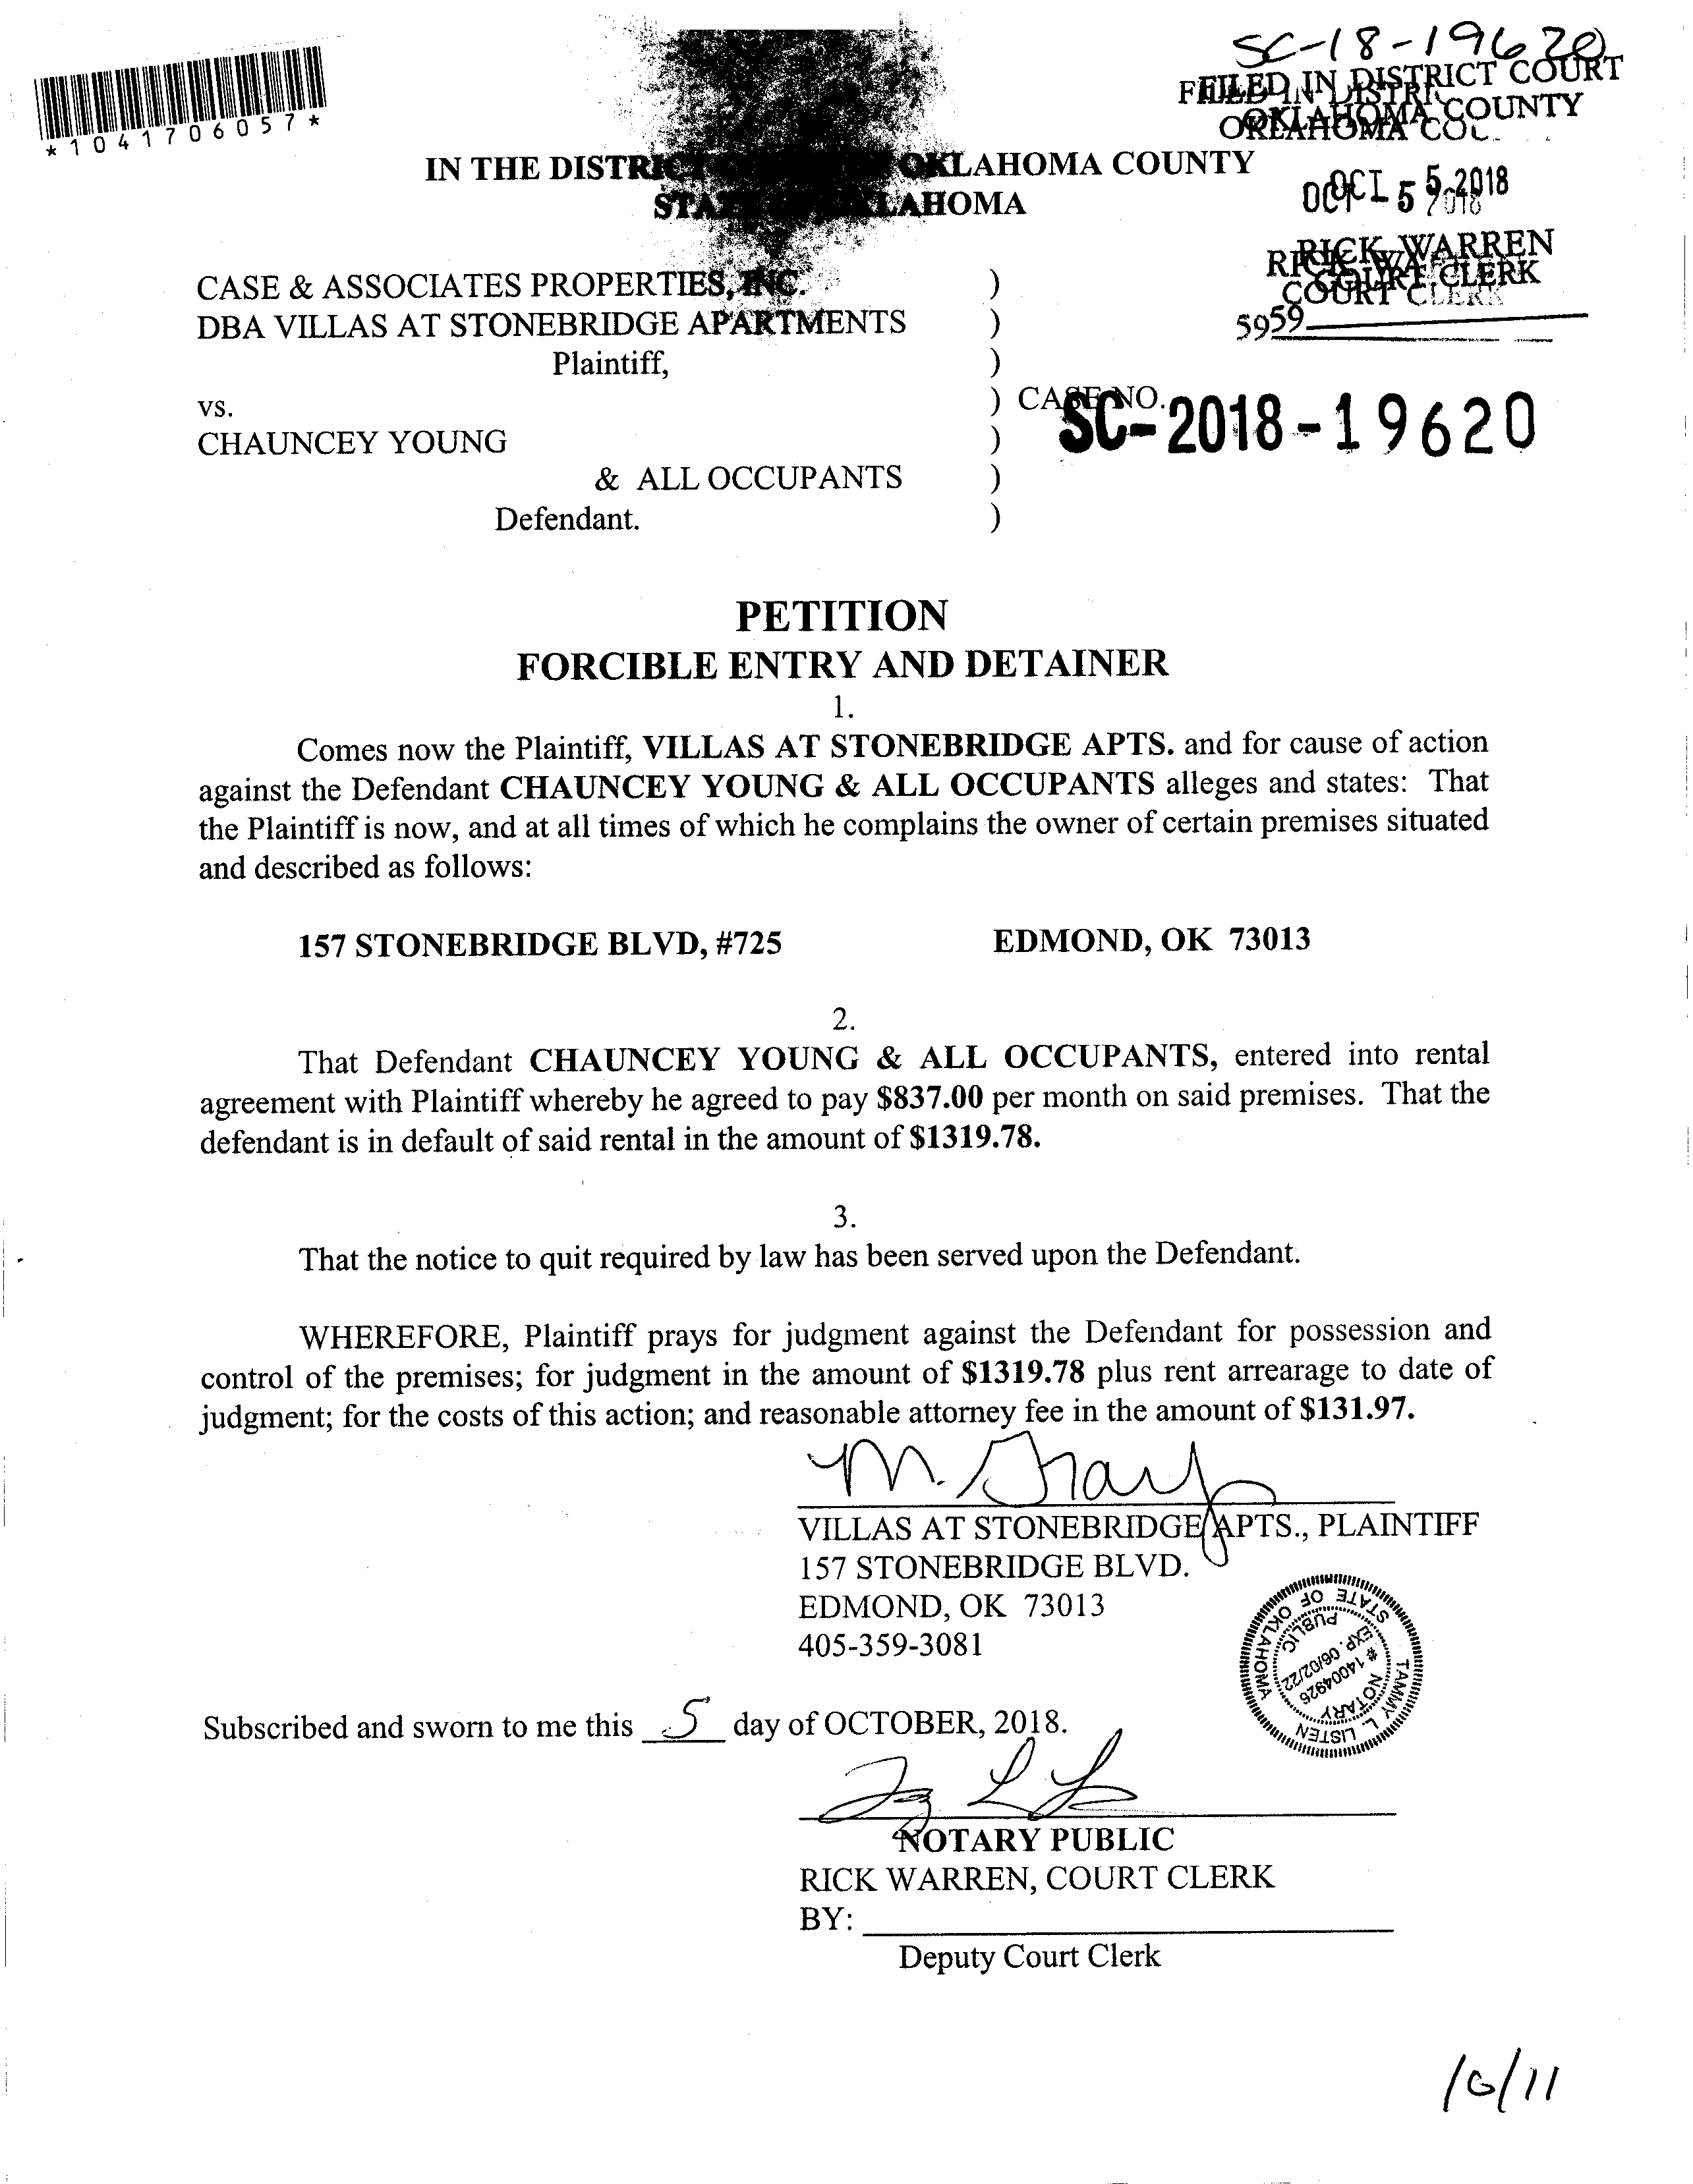 SC-18-19620
*1041706057*
FILED IN DISTRICT COURT
OKLAHOMA COUNTY
IN THE DISTRIC OKLAHOMA COUNTY
STA LAHOMA
OCT 5 2018
RICK WARREN
COURT CLERK
59
CASE & ASSOCIATES PROPERTIES, INC. )
DBA VILLAS AT STONEBRIDGE APARTMENTS )
Plaintiff, )
vs. ) CASE NO. SC-2018-19620
CHAUNCEY YOUNG )
& ALL OCCUPANTS )
Defendant. )
PETITION
FORCIBLE ENTRY AND DETAINER
1.
Comes now the Plaintiff, VILLAS AT STONEBRIDGE APTS. and for cause of action
against the Defendant CHAUNCEY YOUNG & ALL OCCUPANTS alleges and states: That
the Plaintiff is now, and at all times of which he complains the owner of certain premises situated
and described as follows:
157 STONEBRIDGE BLVD, #725 EDMOND, OK 73013
2.
That Defendant CHAUNCEY YOUNG & ALL OCCUPANTS, entered into rental
agreement with Plaintiff whereby he agreed to pay $837.00 per month on said premises. That the
defendant is in default of said rental in the amount of $1319.78.
3.
That the notice to quit required by law has been served upon the Defendant.
WHEREFORE, Plaintiff prays for judgment against the Defendant for possession and
control of the premises; for judgment in the amount of $1319.78 plus rent arrearage to date of
judgment; for the costs of this action; and reasonable attorney fee in the amount of $131.97.
M. Sharp
VILLAS AT STONEBRIDGE APTS., PLAINTIFF
157 STONEBRIDGE BLVD.
EDMOND, OK 73013
405-359-3081
TAMMY L. LISTEN
NOTARY PUBLIC
STATE OF OKLAHOMA
# 14004926
EXP. 06/02/22
Subscribed and sworn to me this 5 day of OCTOBER, 2018.
NOTARY PUBLIC
RICK WARREN, COURT CLERK
BY:
Deputy Court Clerk
10/11